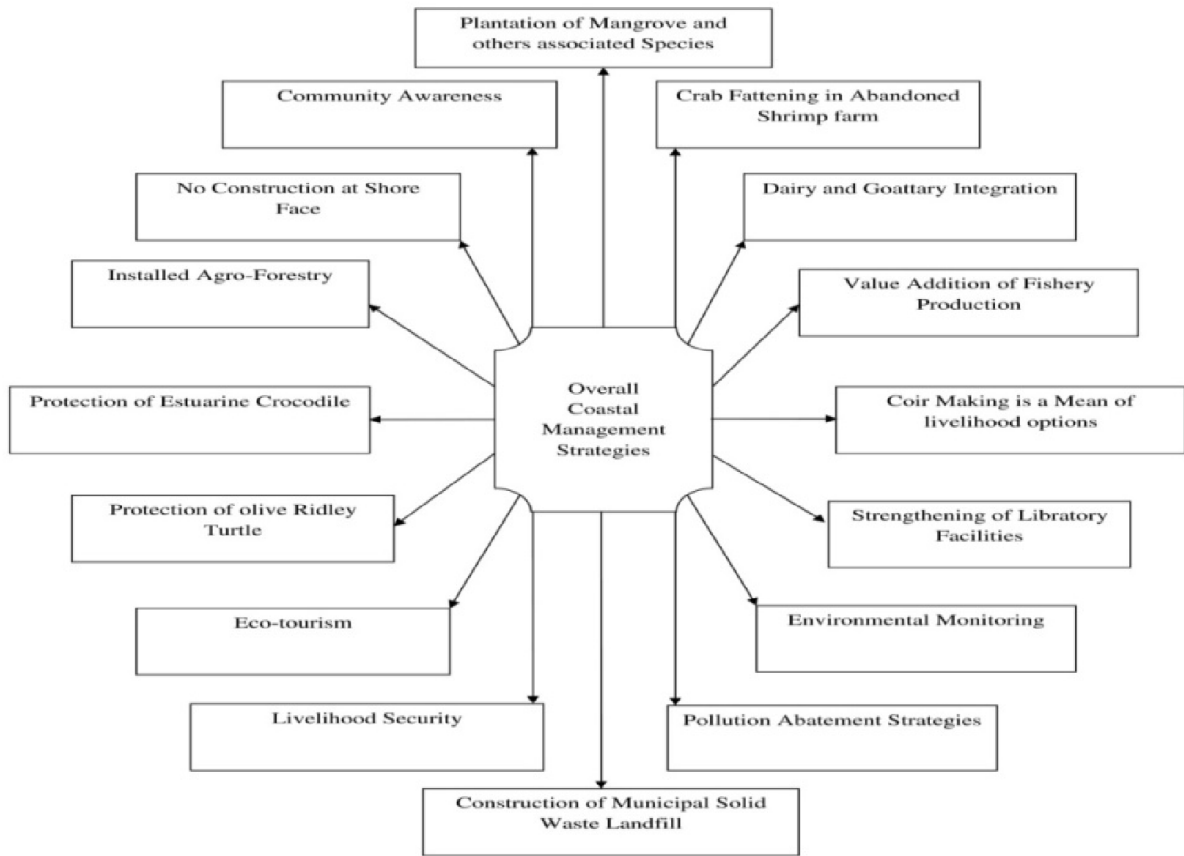 Plantation of Mangrove and
others associated Species
Community Awareness
Crab Fattening in Abandoned
Shrimp farm
No Construction at Shore
Face
Dairy and Goattary Integration
Installed Agro-Forestry
Value Addition of Fishery
Production
Overall
Coastal
Management
Strategies
Protection of Estuarine Crocodile
Coir Making is a Mean of
livelihood options
Protection of olive Ridley
Turtle
Strengthening of Libratory
Facilities
Eco-tourism
Environmental Monitoring
Livelihood Security
Pollution Abatement Strategies
Construction of Municipal Solid
Waste Landfill